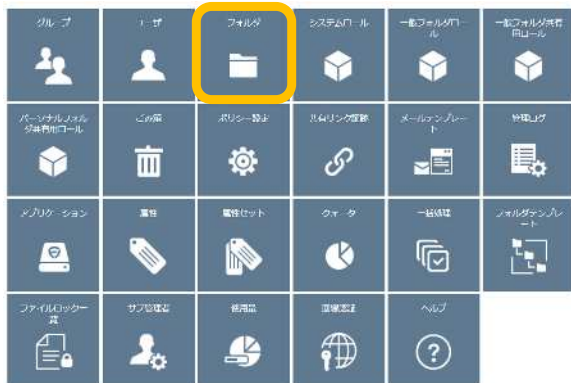 グループ
ユーザ
フォルダ
システムロール
一般フォルダロー
ル
一般フォルダ共有
用ロール
パーソナルフォル
ダ共有用ロール
ごみ箱
ポリシー設定
共有リンク証跡
メールテンプレー
ト
管理ログ
アプリケーション
属性
属性セット
クォータ
一括処理
フォルダテンプレ
ート
ファイルロック一
覧
サブ管理者
使用量
ヘルプ
?